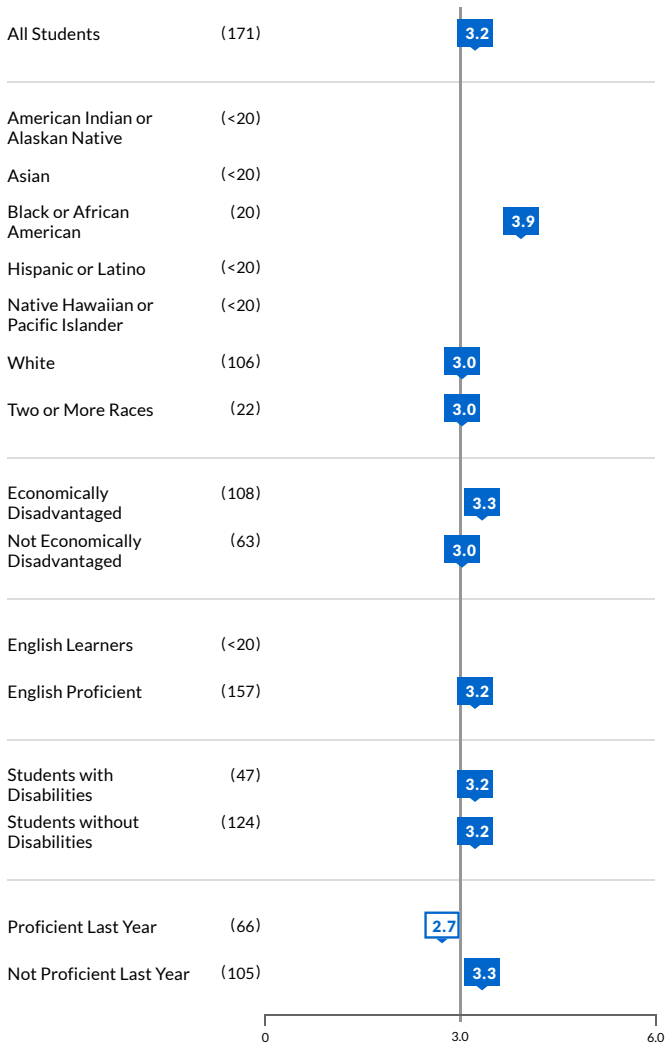 All Students (171) 3.2
American Indian or (<20)
Alaskan Native
Asian (<20)
Black or African (20) 3.9
American
Hispanic or Latino (<20)
Native Hawaiian or (<20)
Pacific Islander
White (106) 3.0
Two or More Races (22) 3.0
Economically (108) 3.3
Disadvantaged
Not Economically (63) 3.0
Disadvantaged
English Learners (<20)
English Proficient (157) 3.2
Students with (47) 3.2
Disabilities
Students without (124) 3.2
Disabilities
Proficient Last Year (66) 2.7
Not Proficient Last Year (105) 3.3
0 3.0 6.0